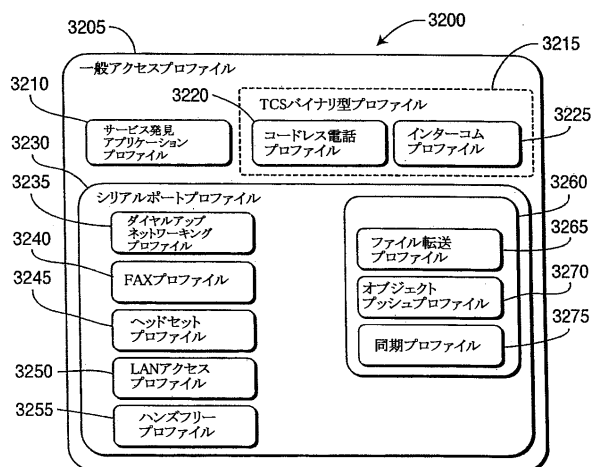 3200
3205
一般アクセスプロファイル
3215
3210
3220
TCSバイナリ型プロファイル
サービス発見
アプリケーション
プロファイル
コードレス電話
プロファイル
インターコム
プロファイル
3225
3230
シリアルポートプロファイル
3235
ダイヤルアップ
ネットワーキング
プロファイル
3260
3240
FAXプロファイル
ファイル転送
プロファイル
3265
3245
ヘッドセット
プロファイル
オブジェクト
プッシュプロファイル
3270
3250
LANアクセス
プロファイル
同期プロファイル
3275
3255
ハンズフリー
プロファイル